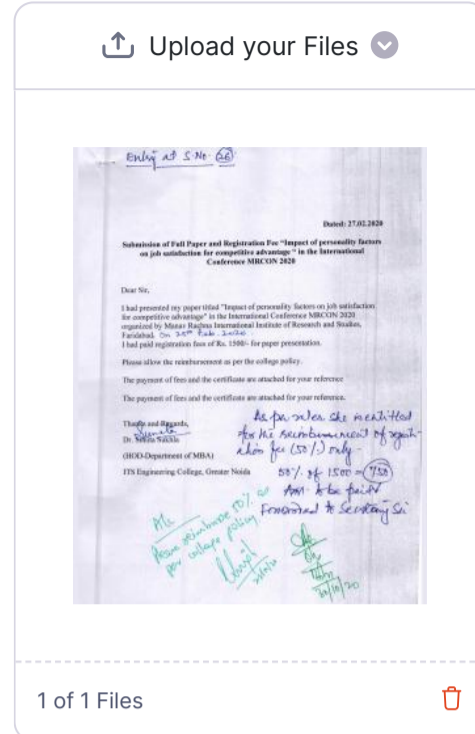 Upload your Files
Entry at S.No. 26
Dated: 27.02.2020
Submission of Full Paper and Registration Fee "Impact of personality factors
on job satisfaction for competitive advantage " in the International
Conference MRCON 2020
Dear Sir,
I had presented my paper titled "Impact of personality factors on job satisfaction
for competitive advantage" in the International Conference MRCON 2020
organized by Manav Rachna International Institute of Research and Studies,
Faridabad. on 25th Feb. 2020.
I had paid registration fees of Rs. 1500/- for paper presentation.
Please allow the reimbursement as per the college policy.
The payment of fees and the certificate are attached for your reference
The payment of fees and the certificate are attached for your reference.
Thanks and Regards,
Dr.
(HOD-Department of MBA)
ITS Engineering College, Greater Noida
As per rules she is entitled
for the reimbursement of regist-
ration fee (50%) only.
50% of 1500 = 750
Amt. to be paid
Forwarded to Secretary Sir
A/c
Please reimburse 50% as
per college policy
1 of 1 Files